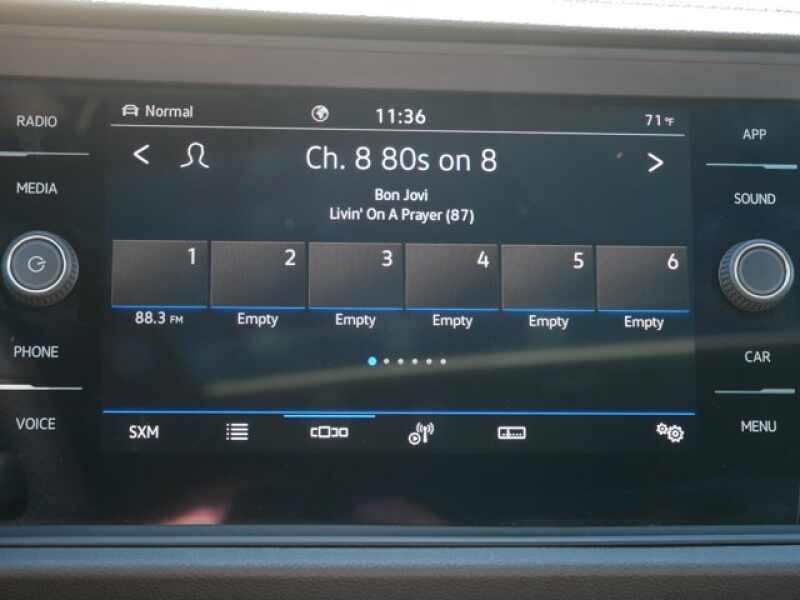 RADIO
MEDIA
PHONE
VOICE
Normal
11:36
71°F
Ch. 8 80s on 8
Bon Jovi
Livin' On A Prayer (87)
1
2
3
4
5
6
88.3 FM
Empty
Empty
Empty
Empty
Empty
SXM
APP
SOUND
CAR
MENU